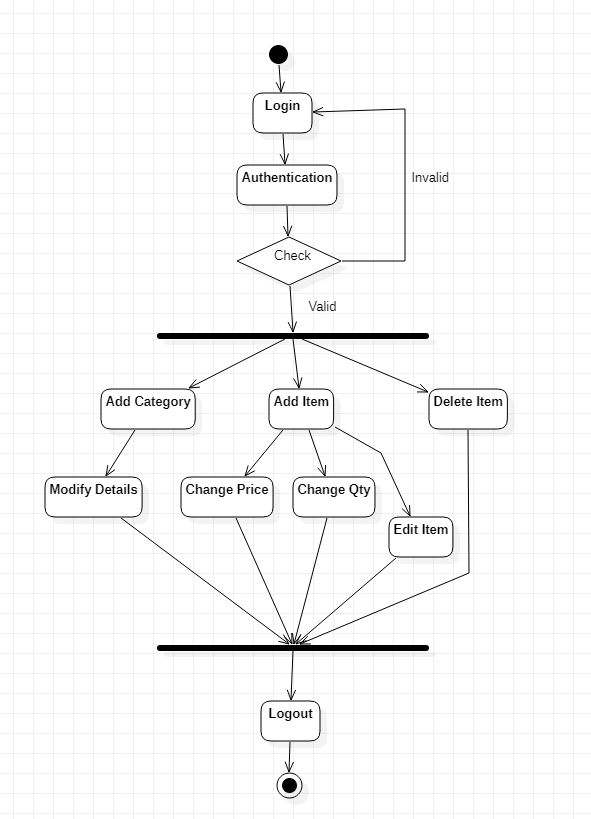 Login
Authentication
Invalid
Check
Valid
Add Category
Add Item
Delete Item
Modify Details
Change Price
Change Qty
Edit Item
Logout